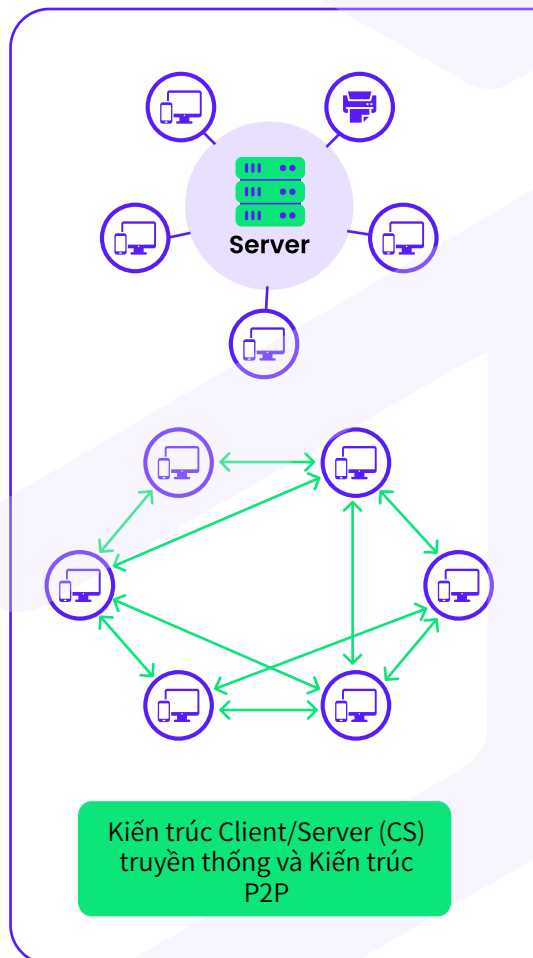 Server
Kiến trúc Client/Server (CS)
truyền thống và Kiến trúc
P2P